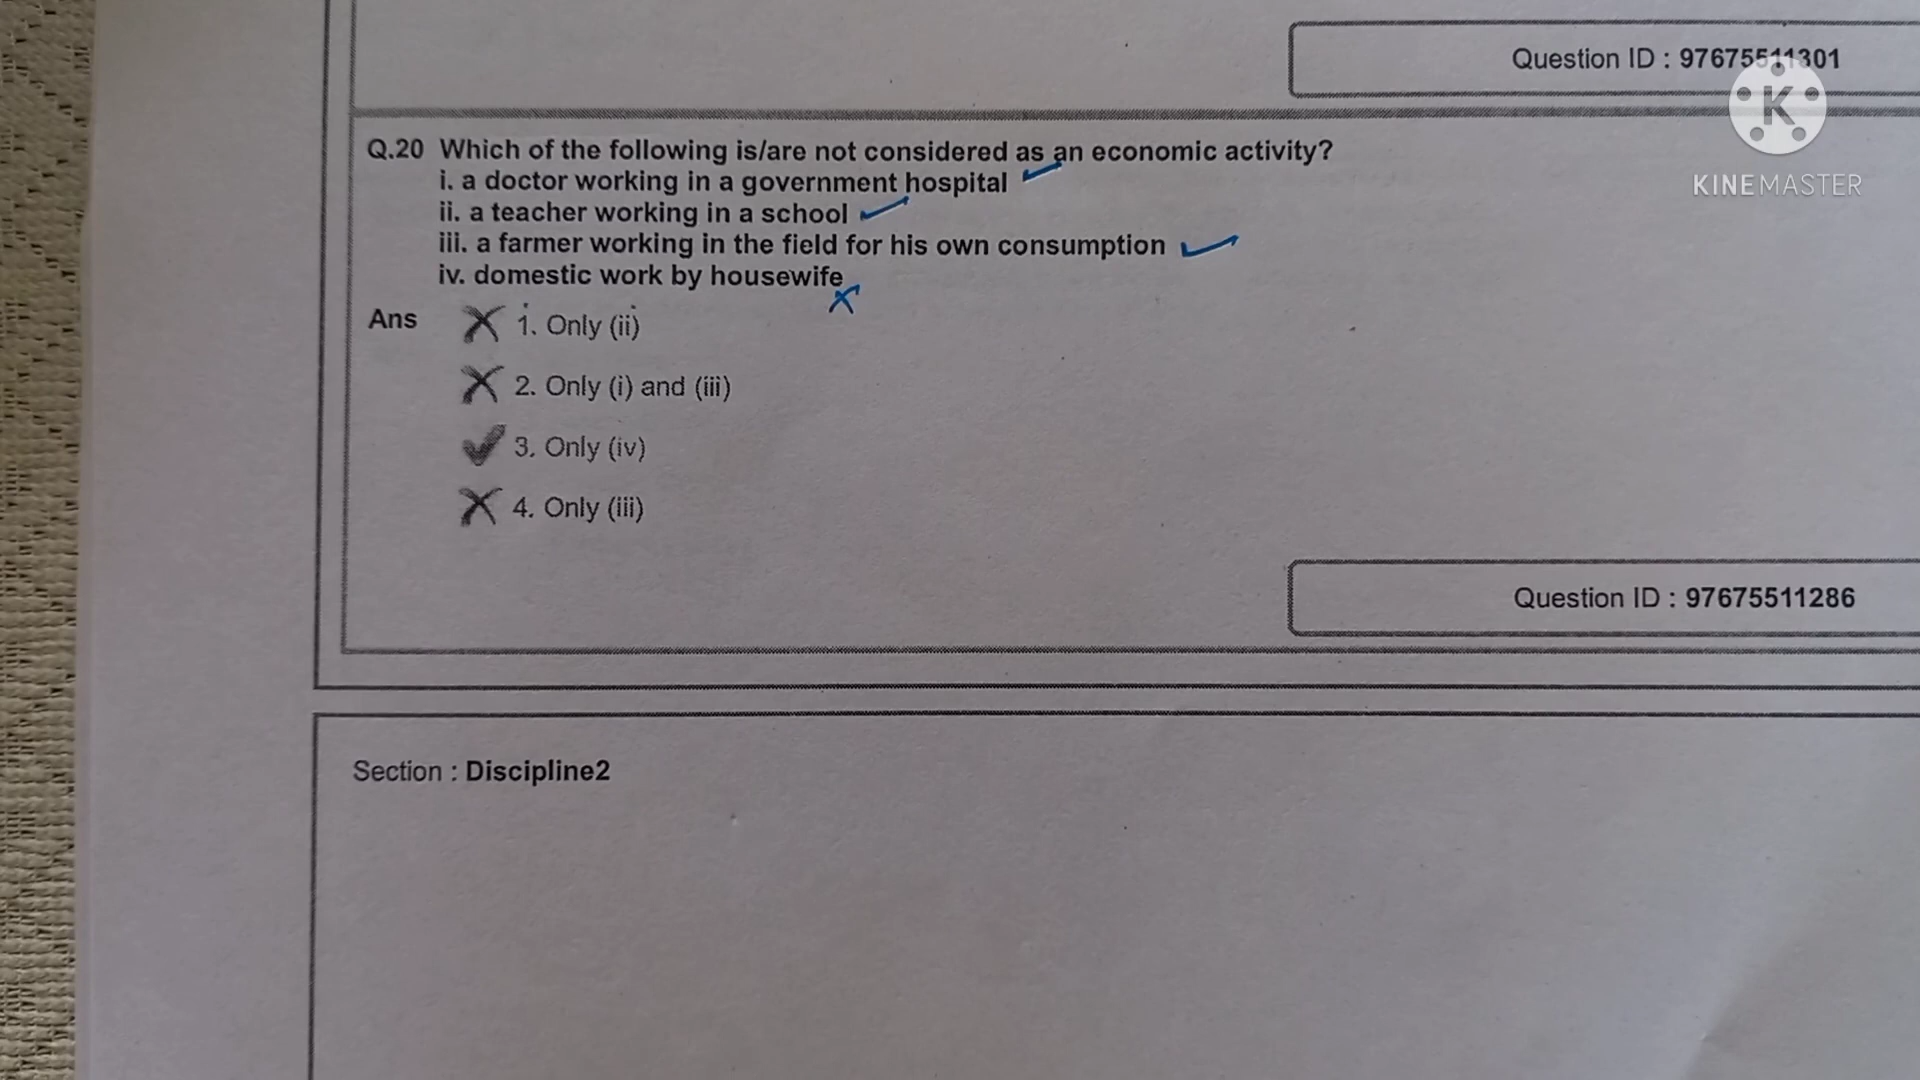 Question ID : 97675511301
KINEMASTER
Q.20 Which of the following is/are not considered as an economic activity?
i. a doctor working in a government hospital
ii. a teacher working in a school
iii. a farmer working in the field for his own consumption
iv. domestic work by housewife
Ans 1. Only (ii)
2. Only (i) and (iii)
3. Only (iv)
4. Only (iii)
Question ID : 97675511286
Section : Discipline2